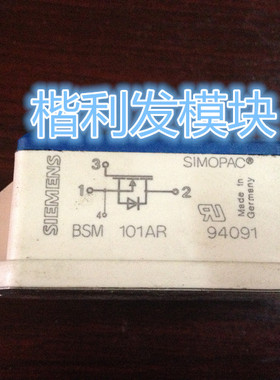 楷利发模块
SIEMENS
SIMOPAC®
3
1
2
4
Made in
Germany
BSM 101AR
94091